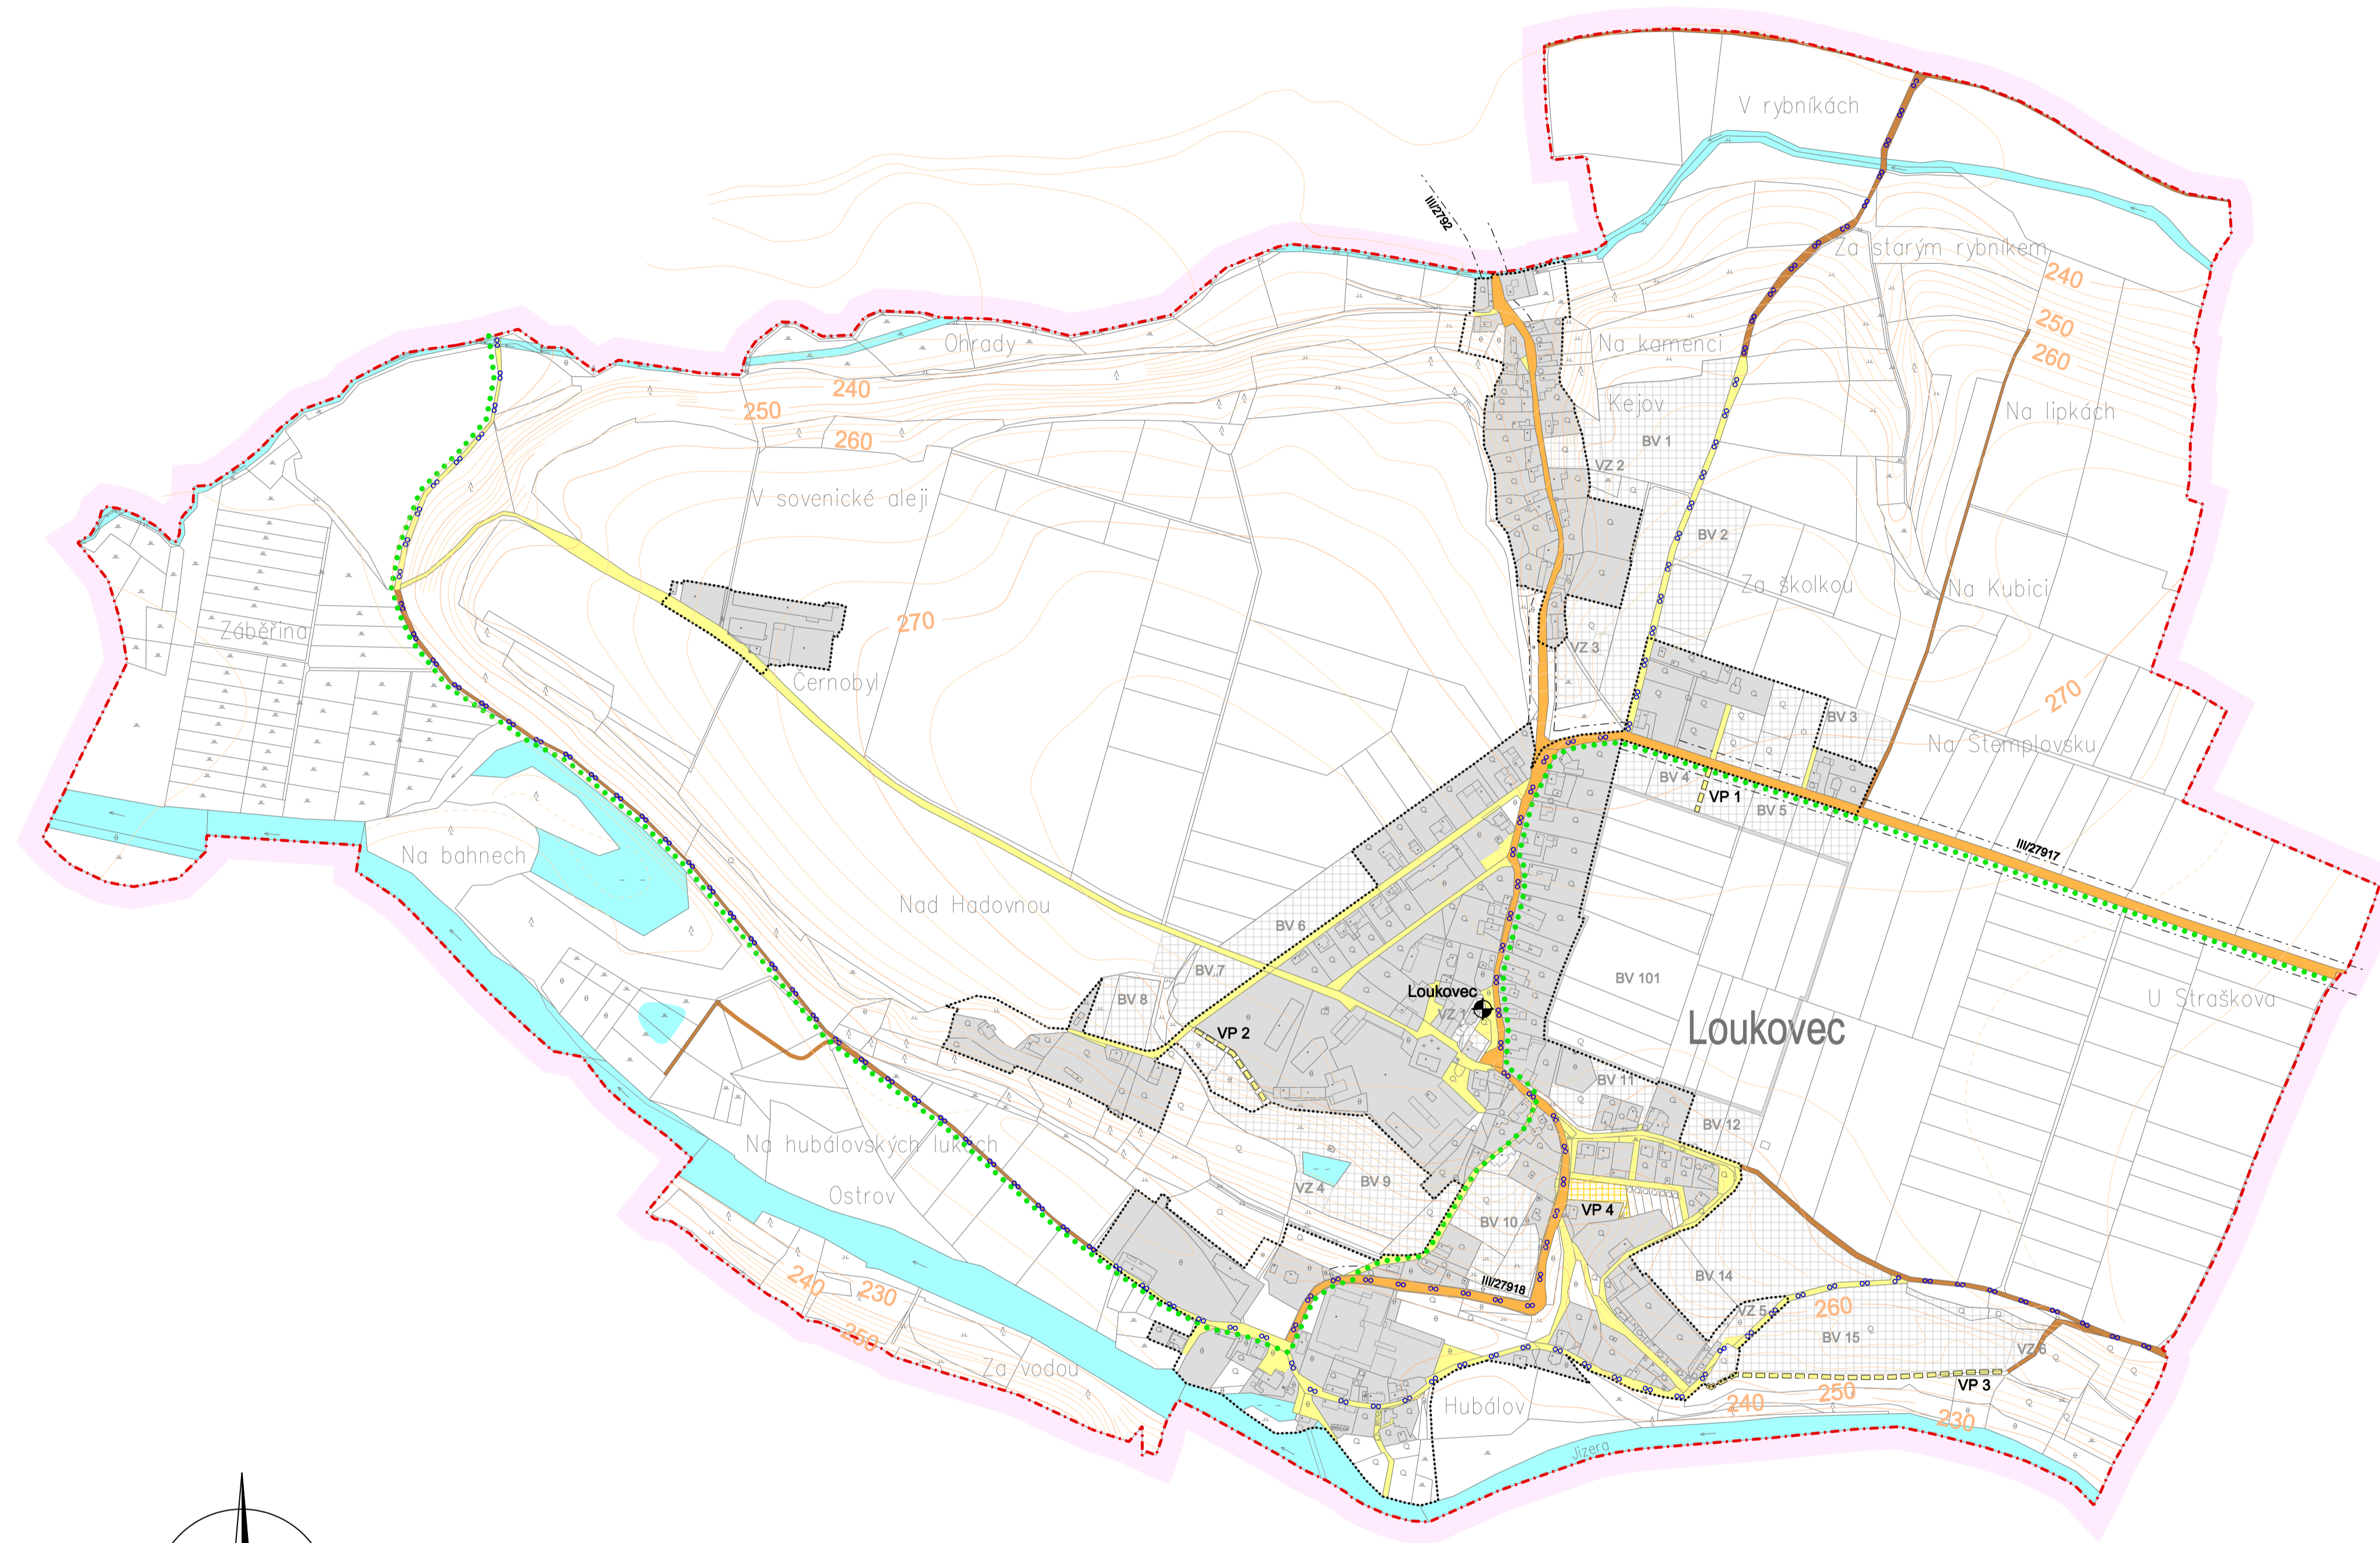 V rybníkách
III/2792
Za starým rybníkem
240
250
260
Ohrady
Na kamenci
240
250
260
Kejov
BV 1
Na lipkách
VZ 2
V sovenické aleji
BV 2
Za školkou
Na Kubici
Záběřina
270
VZ 3
Černobyl
270
BV 3
Na Štemplovsku
BV 4
VP 1
BV 5
III/27917
Na bahnech
Nad Hadovnou
BV 6
BV 7
BV 8
BV 101
Loukovec
VZ 1
U Straškova
Loukovec
VP 2
BV 11
BV 12
Na hubálovských lukách
Ostrov
VZ 4
BV 9
BV 10
VP 4
240
230
250
III/27918
BV 14
VZ 5
260
BV 15
VZ 6
Za vodou
VP 3
Hubálov
240
250
230
Jizera